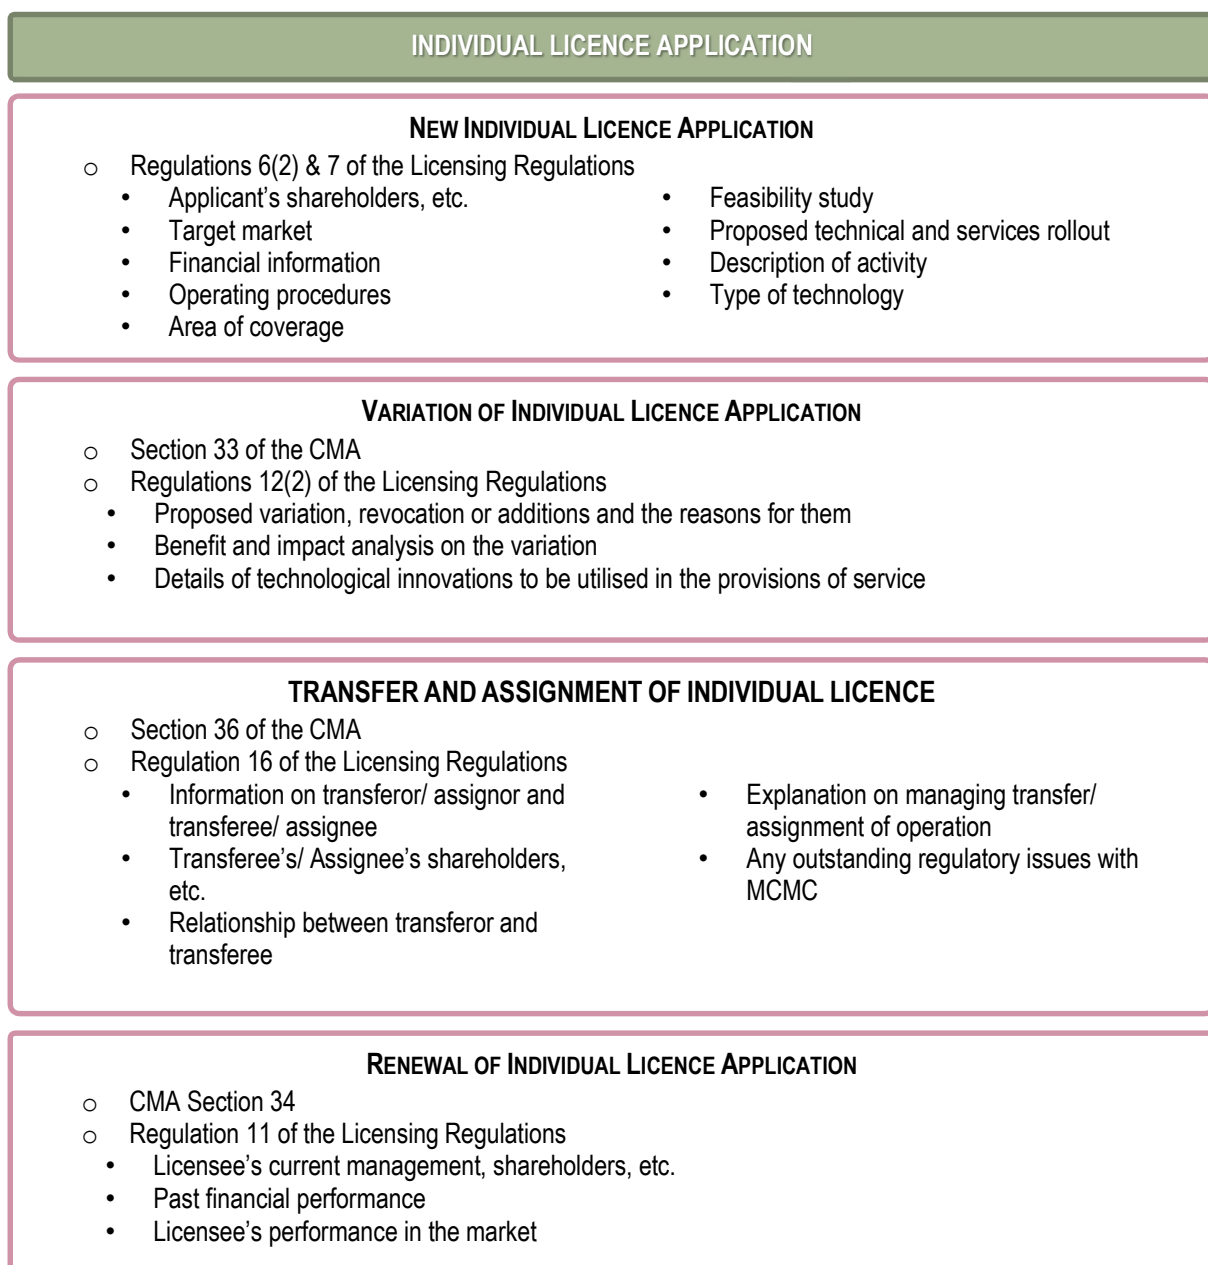 INDIVIDUAL LICENCE APPLICATION
NEW INDIVIDUAL LICENCE APPLICATION
o Regulations 6(2) & 7 of the Licensing Regulations
• Applicant’s shareholders, etc.
• Target market
• Financial information
• Operating procedures
• Area of coverage
• Feasibility study
• Proposed technical and services rollout
• Description of activity
• Type of technology
VARIATION OF INDIVIDUAL LICENCE APPLICATION
o Section 33 of the CMA
o Regulations 12(2) of the Licensing Regulations
• Proposed variation, revocation or additions and the reasons for them
• Benefit and impact analysis on the variation
• Details of technological innovations to be utilised in the provisions of service
TRANSFER AND ASSIGNMENT OF INDIVIDUAL LICENCE
o Section 36 of the CMA
o Regulation 16 of the Licensing Regulations
• Information on transferor/ assignor and
transferee/ assignee
• Transferee’s/ Assignee’s shareholders,
etc.
• Relationship between transferor and
transferee
• Explanation on managing transfer/
assignment of operation
• Any outstanding regulatory issues with
MCMC
RENEWAL OF INDIVIDUAL LICENCE APPLICATION
o CMA Section 34
o Regulation 11 of the Licensing Regulations
• Licensee’s current management, shareholders, etc.
• Past financial performance
• Licensee’s performance in the market